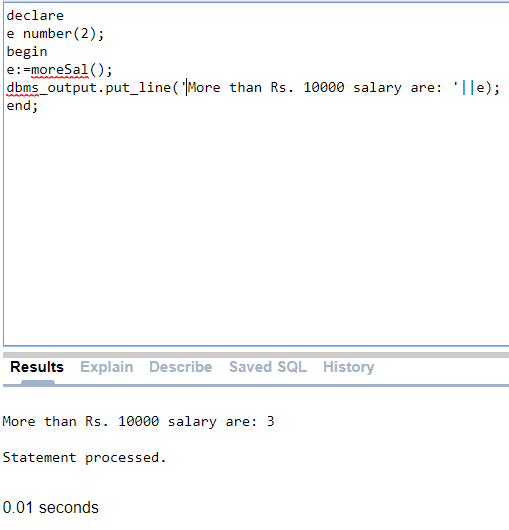 declare
e number(2);
begin
e:=moreSal();
dbms_output.put_line('More than Rs. 10000 salary are: '||e);
end;
Results Explain Describe Saved SQL History
More than Rs. 10000 salary are: 3
Statement processed.
0.01 seconds